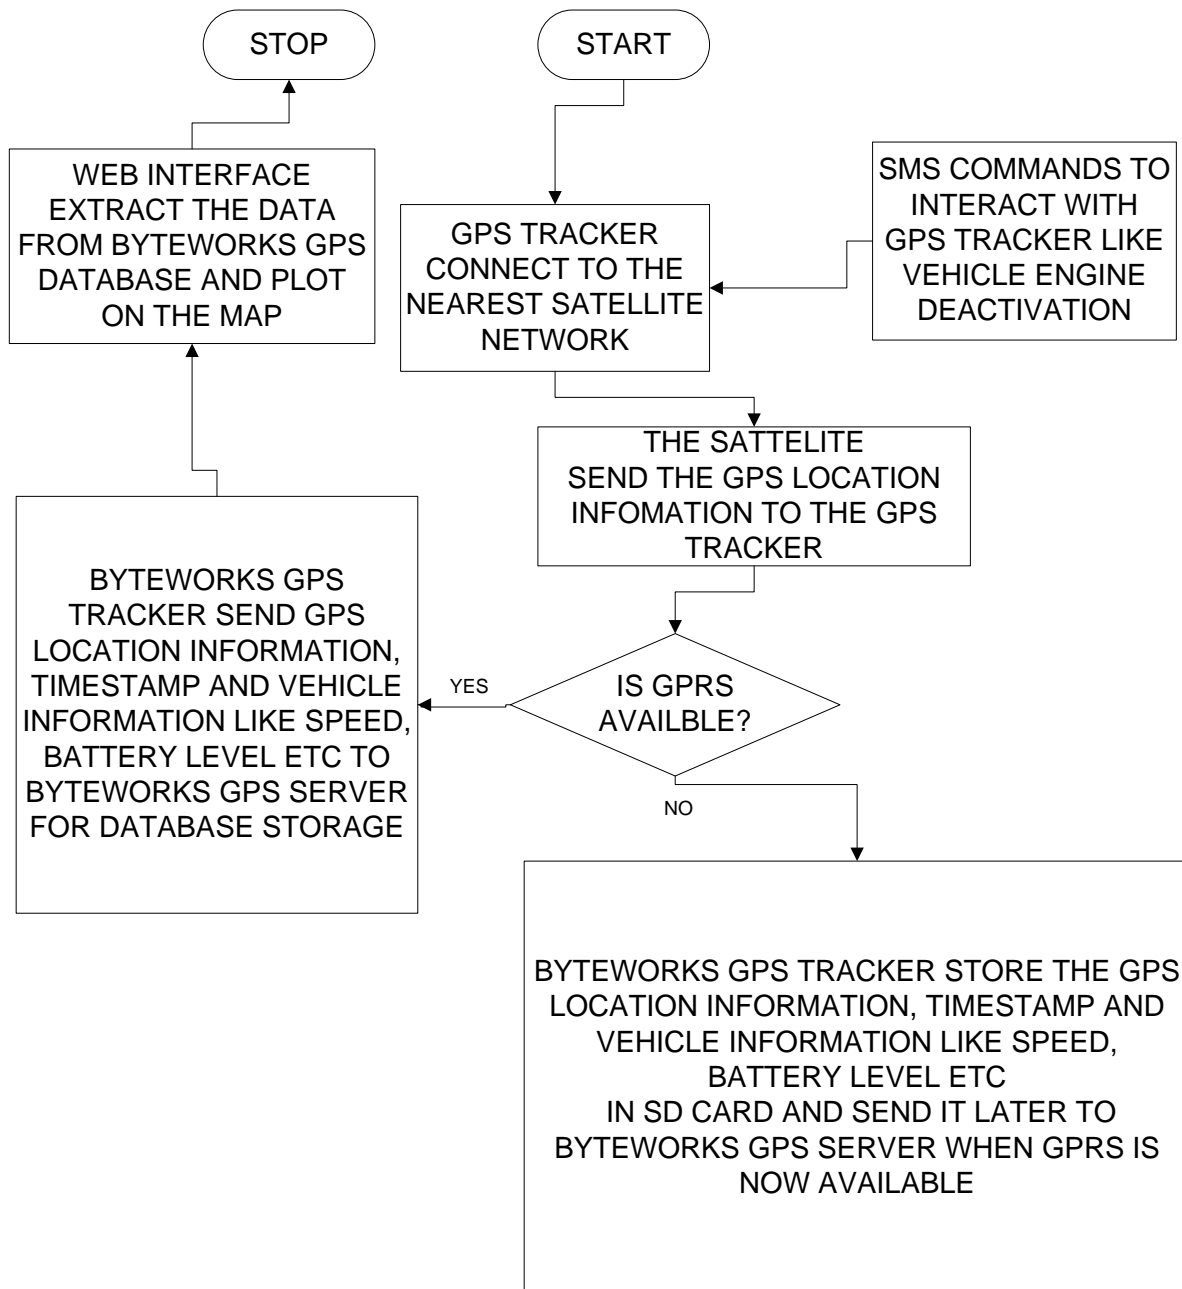 STOP
START
WEB INTERFACE
EXTRACT THE DATA
FROM BYTEWORKS GPS
DATABASE AND PLOT
ON THE MAP
GPS TRACKER
CONNECT TO THE
NEAREST SATELLITE
NETWORK
SMS COMMANDS TO
INTERACT WITH
GPS TRACKER LIKE
VEHICLE ENGINE
DEACTIVATION
THE SATTELITE
SEND THE GPS LOCATION
INFOMATION TO THE GPS
TRACKER
BYTEWORKS GPS
TRACKER SEND GPS
LOCATION INFORMATION,
TIMESTAMP AND VEHICLE
INFORMATION LIKE SPEED,
BATTERY LEVEL ETC TO
BYTEWORKS GPS SERVER
FOR DATABASE STORAGE
YES
IS GPRS
AVAILBLE?
NO
BYTEWORKS GPS TRACKER STORE THE GPS
LOCATION INFORMATION, TIMESTAMP AND
VEHICLE INFORMATION LIKE SPEED,
BATTERY LEVEL ETC
IN SD CARD AND SEND IT LATER TO
BYTEWORKS GPS SERVER WHEN GPRS IS
NOW AVAILABLE